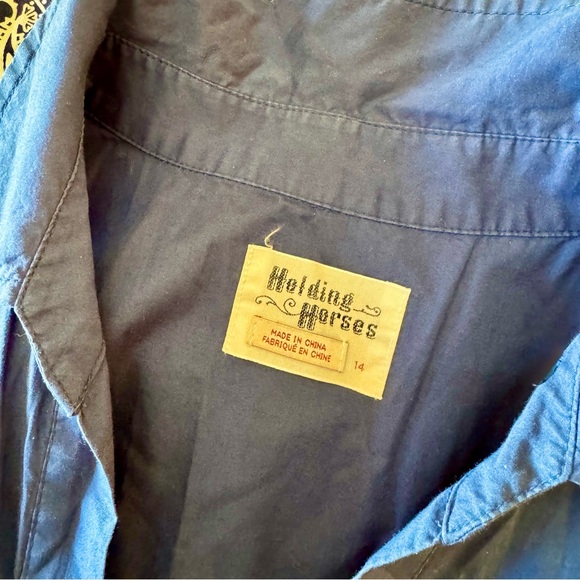 Holding
Horses
MADE IN CHINA
FABRIQUÉ EN CHINE
14